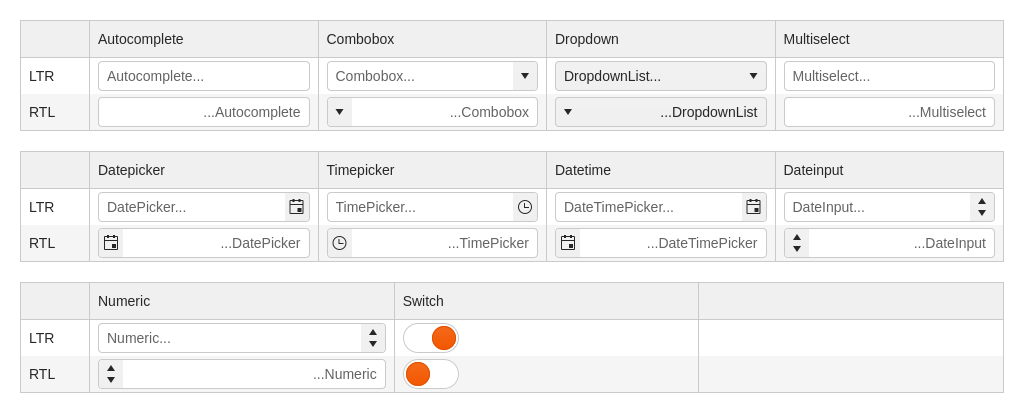 Autocomplete Combobox Dropdown Multiselect
LTR Autocomplete... Combobox... DropdownList... Multiselect...
RTL ...Autocomplete ...Combobox ...DropdownList ...Multiselect
Datepicker Timepicker Datetime Dateinput
LTR DatePicker... TimePicker... DateTimePicker... DateInput...
RTL ...DatePicker ...TimePicker ...DateTimePicker ...DateInput
Numeric Switch
LTR Numeric...
RTL ...Numeric